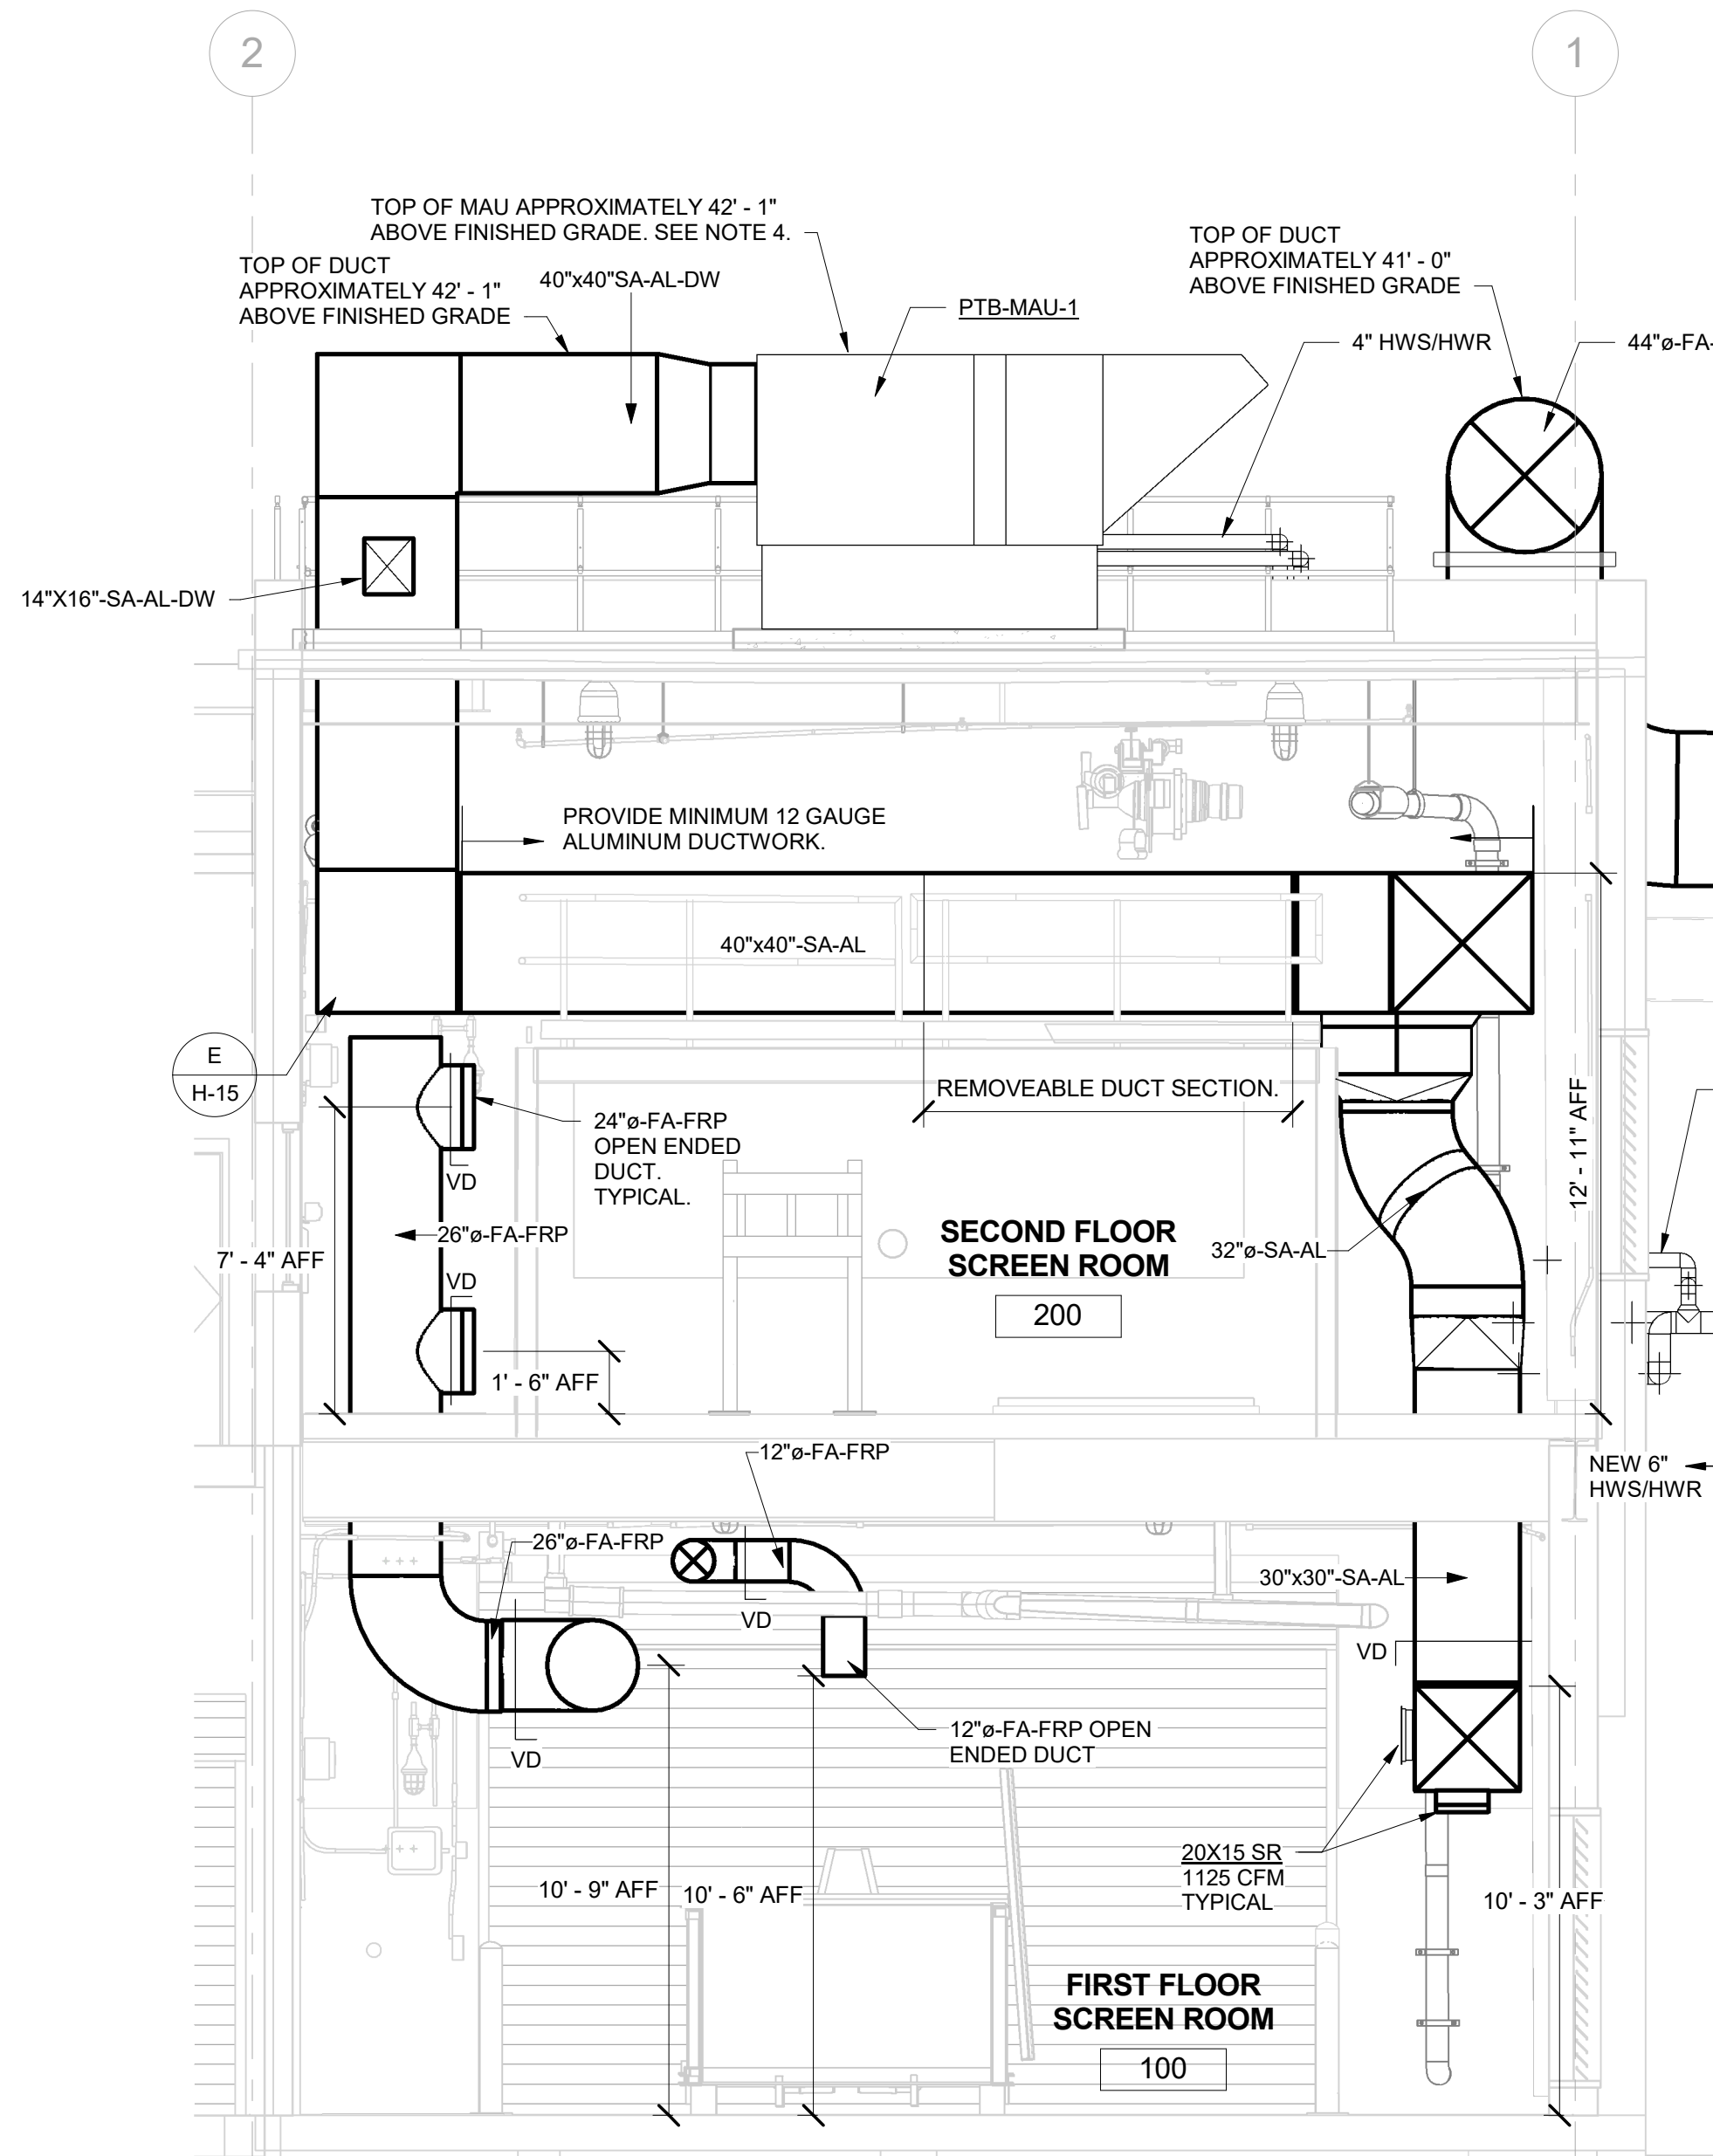 2
1
TOP OF MAU APPROXIMATELY 42' - 1"
ABOVE FINISHED GRADE. SEE NOTE 4.
TOP OF DUCT
APPROXIMATELY 41' - 0"
ABOVE FINISHED GRADE
TOP OF DUCT
APPROXIMATELY 42' - 1"
ABOVE FINISHED GRADE
40"x40"SA-AL-DW
PTB-MAU-1
4" HWS/HWR
44"ø-FA-
14"X16"-SA-AL-DW
PROVIDE MINIMUM 12 GAUGE
ALUMINUM DUCTWORK.
40"x40"-SA-AL
E
H-15
REMOVEABLE DUCT SECTION.
12' - 11" AFF
24"ø-FA-FRP
OPEN ENDED
DUCT.
TYPICAL.
VD
26"ø-FA-FRP
7' - 4" AFF
SECOND FLOOR
SCREEN ROOM
200
32"ø-SA-AL
VD
1' - 6" AFF
12"ø-FA-FRP
NEW 6"
HWS/HWR
26"ø-FA-FRP
30"x30"-SA-AL
VD
VD
12"ø-FA-FRP OPEN
ENDED DUCT
VD
20X15 SR
1125 CFM
TYPICAL
10' - 9" AFF
10' - 6" AFF
10' - 3" AFF
FIRST FLOOR
SCREEN ROOM
100